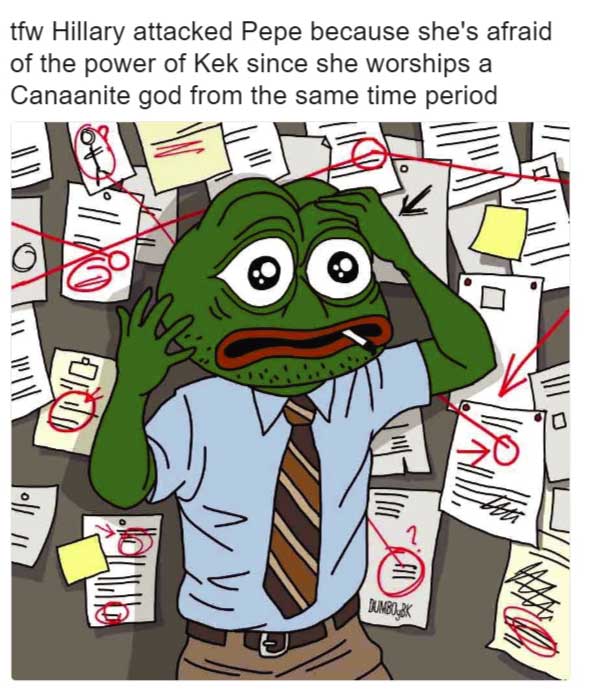 tfw Hillary attacked Pepe because she's afraid
of the power of Kek since she worships a
Canaanite god from the same time period
?
DUMBOyBK